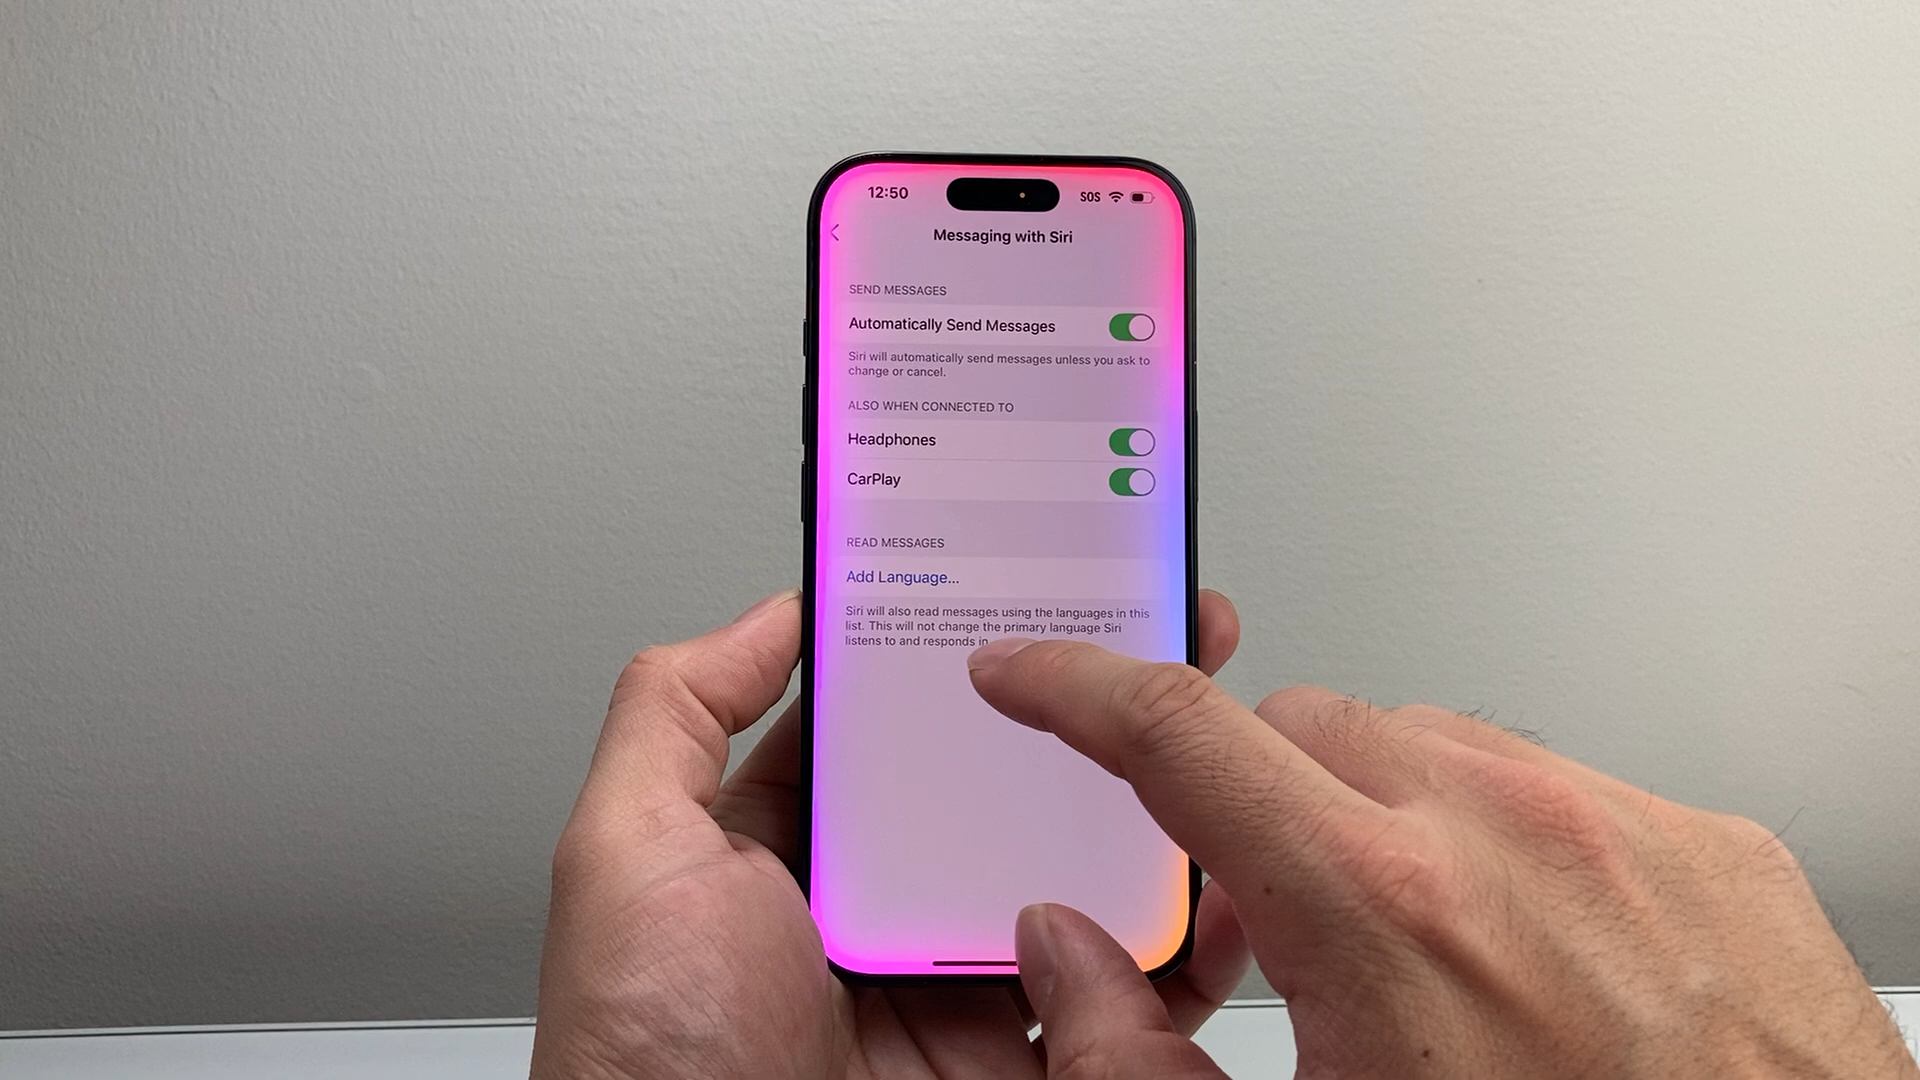 12:50
SOS
Messaging with Siri
SEND MESSAGES
Automatically Send Messages
Siri will automatically send messages unless you ask to
change or cancel.
ALSO WHEN CONNECTED TO
Headphones
CarPlay
READ MESSAGES
Add Language...
Siri will also read messages using the languages in this
list. This will not change the primary language Siri
listens to and responds in